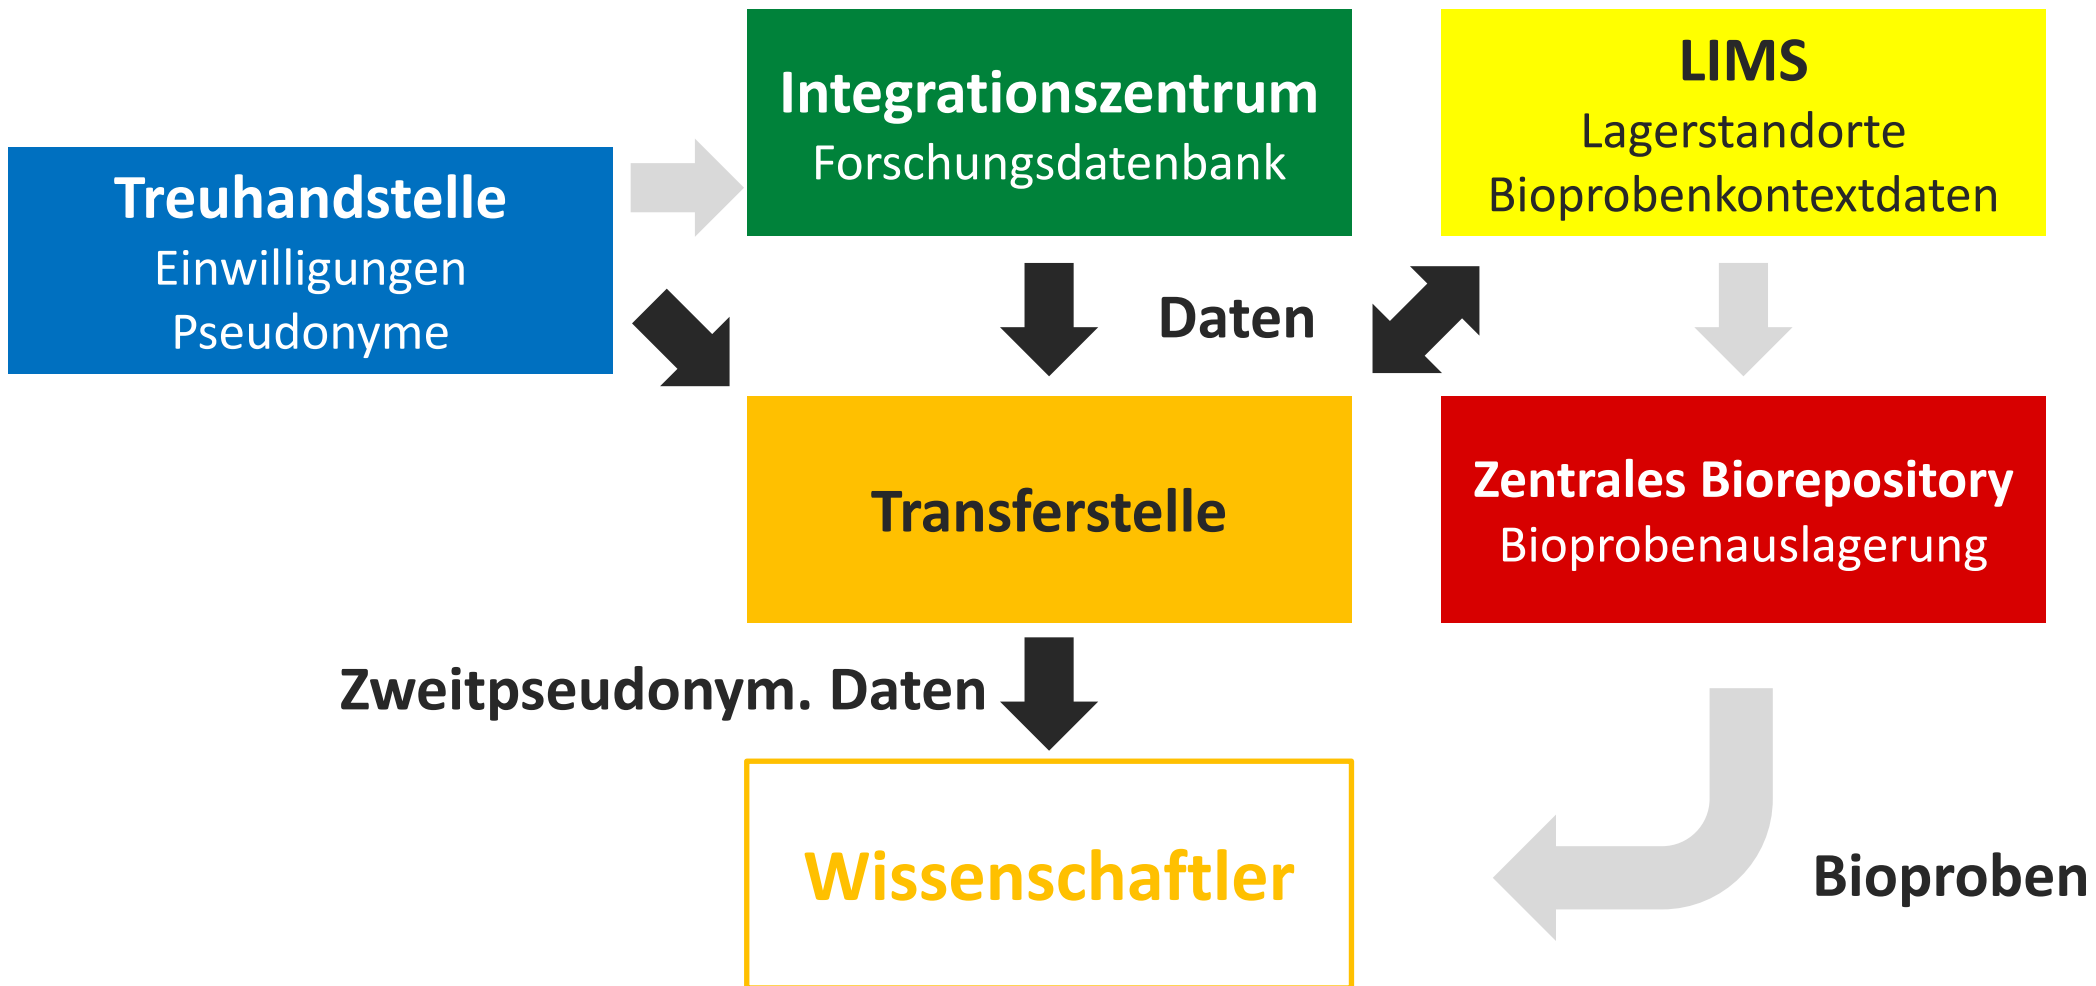 Treuhandstelle
Einwilligungen
Pseudonyme
Integrationszentrum
Forschungsdatenbank
LIMS
Lagerstandorte
Bioprobenkontextdaten
Daten
Transferstelle
Zentrales Biorepository
Bioprobenauslagerung
Zweitpseudonym. Daten
Wissenschaftler
Bioproben